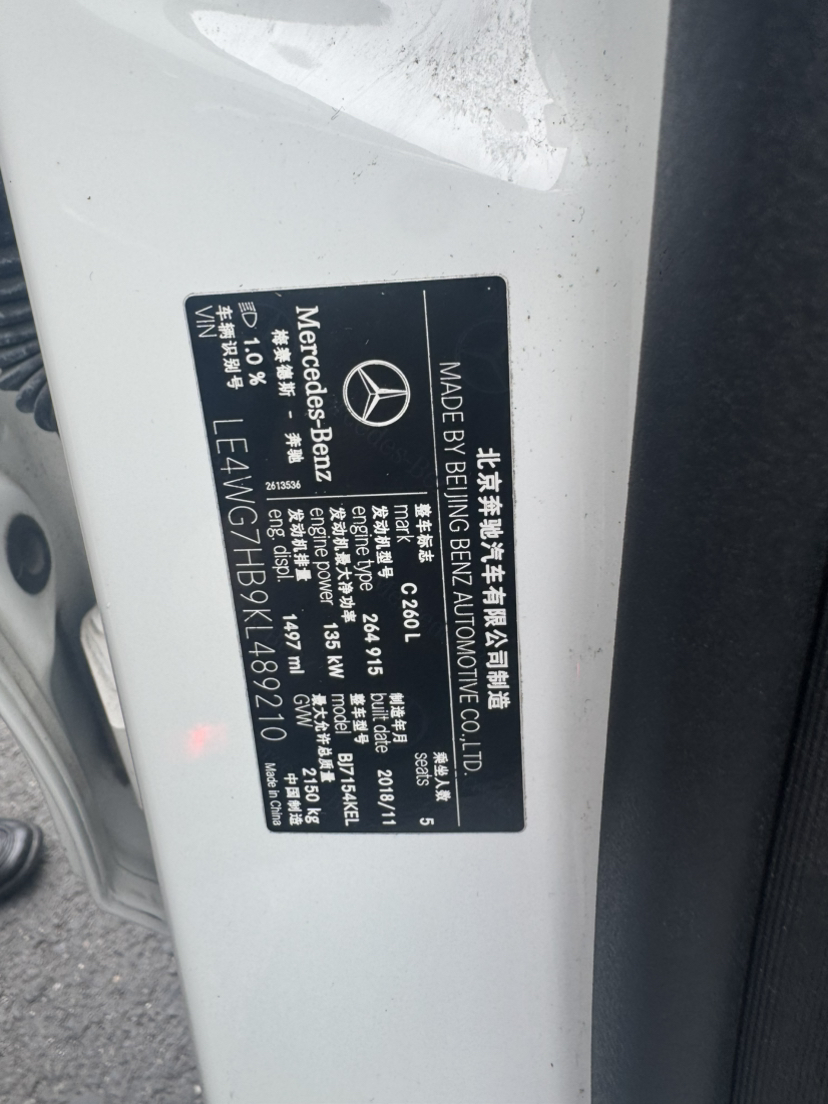 北京奔驰汽车有限公司制造
MADE BY BEIJING BENZ AUTOMOTIVE CO.,LTD.
乘坐人数
seats 5
整车标志
mark C 260 L
制造年月
built date 2018/11
发动机型号
engine type 264 915
整车型号
model BJ7154KEL
发动机最大净功率
engine power 135 kW
最大允许总质量
GVW 2150 kg
发动机排量
eng. displ. 1497 ml
中国制造
Made in China
Mercedes-Benz
梅赛德斯 - 奔驰
2613536
1.0 %
车辆识别号
VIN LE4WG7HB9KL489210